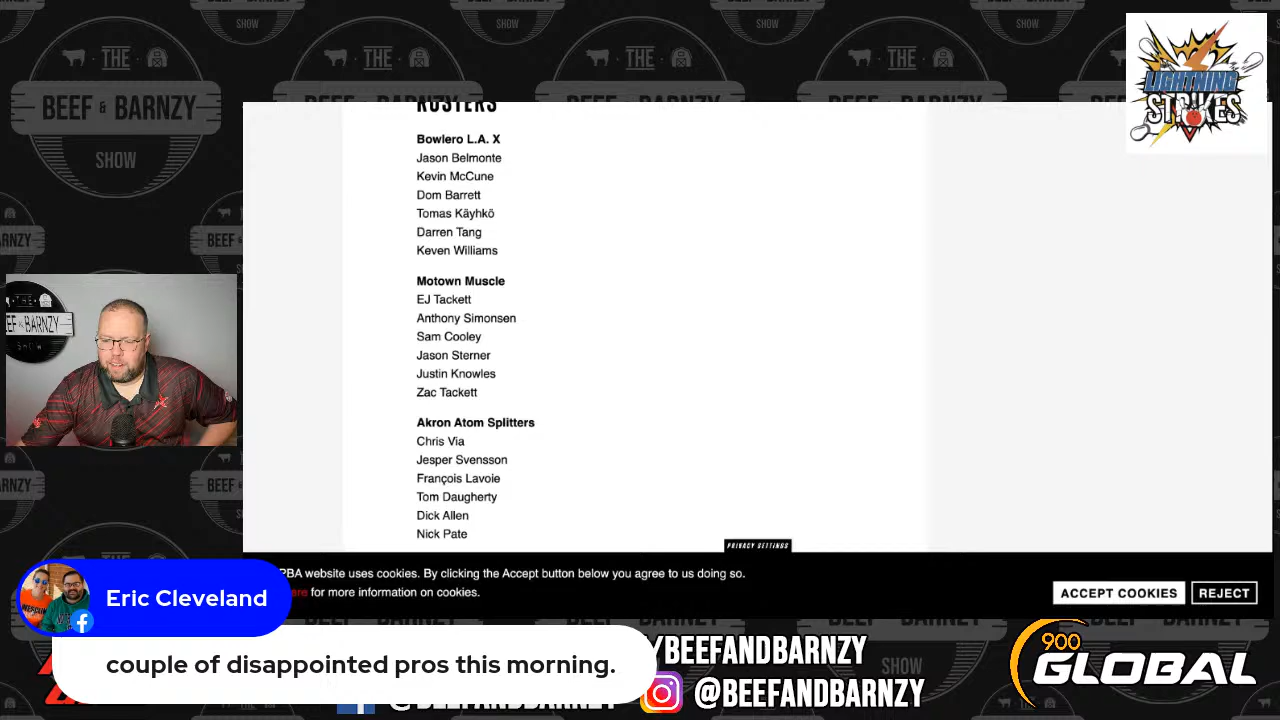 THE
BEEF & BARNZY
SHOW
LIGHTNING
STRIKES
ROSTERS
Bowlero L.A. X
Jason Belmonte
Kevin McCune
Dom Barrett
Tomas Käyhkö
Darren Tang
Keven Williams
Motown Muscle
EJ Tackett
Anthony Simonsen
Sam Cooley
Jason Sterner
Justin Knowles
Zac Tackett
Akron Atom Splitters
Chris Via
Jesper Svensson
François Lavoie
Tom Daugherty
Dick Allen
Nick Pate
PRIVACY SETTINGS
PBA website uses cookies. By clicking the Accept button below you agree to us doing so.
for more information on cookies.
ACCEPT COOKIES
REJECT
Eric Cleveland
couple of disappointed pros this morning.
/BEEFANDBARNZY
@BEEFANDBARNZY
900
GLOBAL